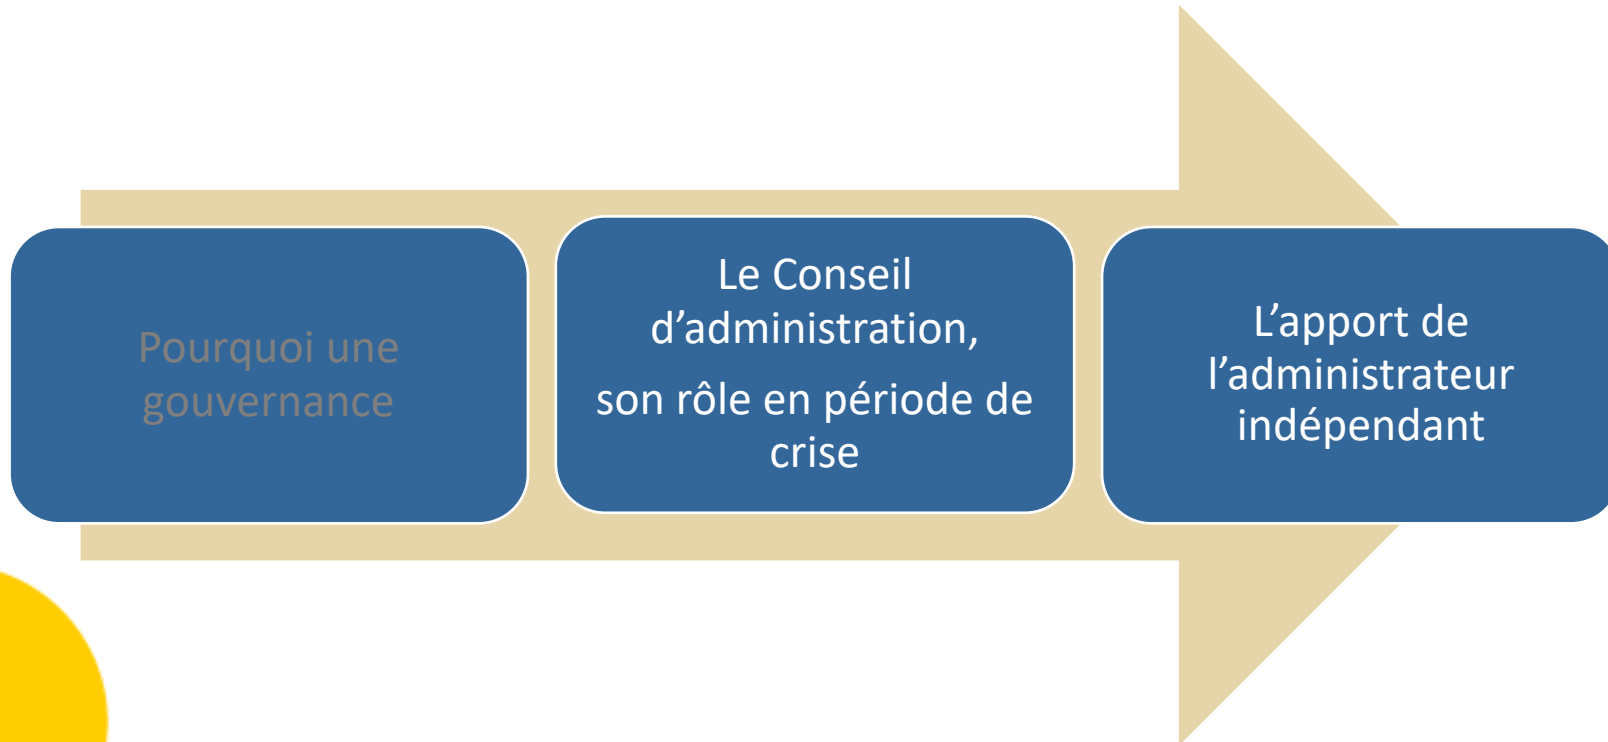 Pourquoi une
gouvernance
Le Conseil
d’administration,
son rôle en période de
crise
L’apport de
l’administrateur
indépendant